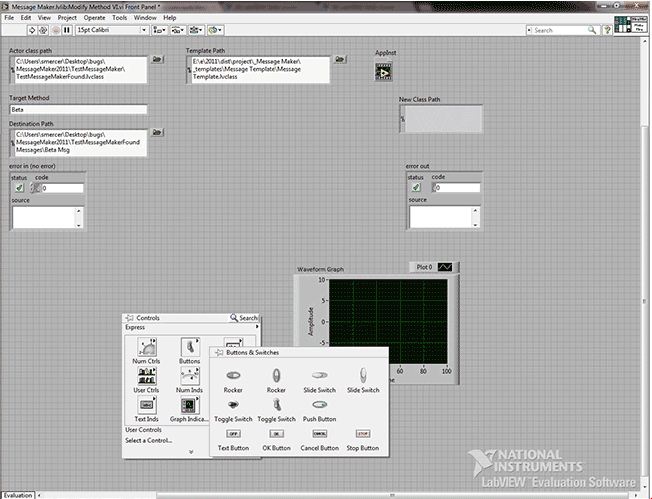 Message Maker.lvlib:Modify Method VI.vi Front Panel *
File Edit View Project Operate Tools Window Help
15pt Calibri
Search
Actor class path
C:\Users\smercer\Desktop\bugs\
MessageMaker2011\TestMessageMaker\
TestMessageMakerFound.lvclass
Template Path
E:\e\2011\dist\project\_Message Maker\
_templates\Message Template\Message
Template.lvclass
AppInst
Target Method
Beta
New Class Path
Destination Path
C:\Users\smercer\Desktop\bugs\
MessageMaker2011\TestMessageMakerFound
Messages\Beta Msg
error in (no error)
status code
0
source
error out
status code
0
source
Waveform Graph
Plot 0
Amplitude
10
5
0
-5
-10
60 80 100
Controls
Search
Express
Num Ctrls
Buttons
User Ctrls
Num Inds
Text Inds
Graph Indica...
User Controls
Select a Control...
Buttons & Switches
Rocker Rocker Slide Switch Slide Switch
Toggle Switch Toggle Switch Push Button
OFF OK CANCEL STOP
Text Button OK Button Cancel Button Stop Button
NATIONAL
INSTRUMENTS
LabVIEW™ Evaluation Software
Evaluation